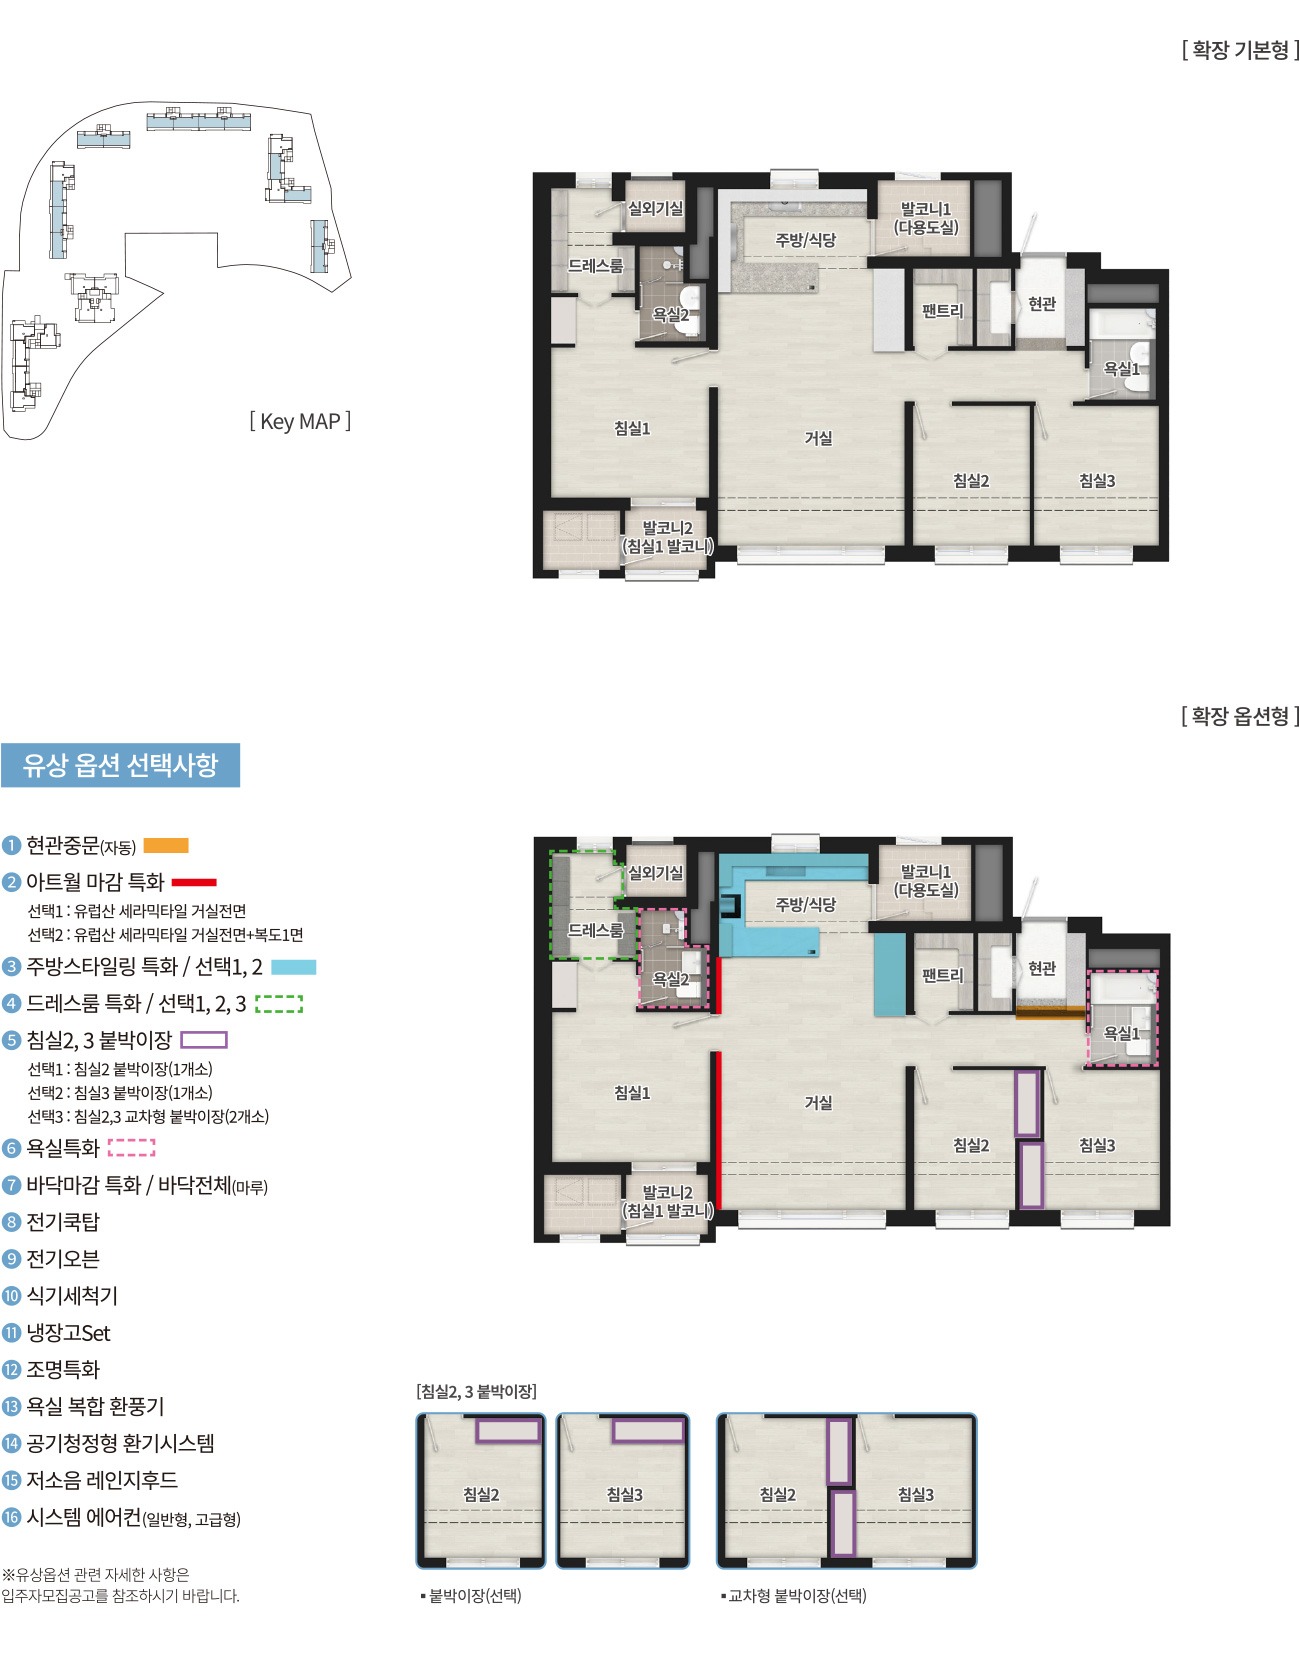 [ 확장 기본형 ]
[ Key MAP ]
실외기실
발코니1
(다용도실)
주방/식당
드레스룸
욕실2
팬트리
현관
욕실1
침실1
거실
침실2
침실3
발코니2
(침실1 발코니)
[ 확장 옵션형 ]
유상 옵션 선택사항
1 현관중문(자동)
2 아트월 마감 특화
선택1 : 유럽산 세라믹타일 거실전면
선택2 : 유럽산 세라믹타일 거실전면+복도1면
3 주방스타일링 특화 / 선택1, 2
4 드레스룸 특화 / 선택1, 2, 3
5 침실2, 3 붙박이장
선택1 : 침실2 붙박이장(1개소)
선택2 : 침실3 붙박이장(1개소)
선택3 : 침실2,3 교차형 붙박이장(2개소)
6 욕실특화
7 바닥마감 특화 / 바닥전체(마루)
8 전기쿡탑
9 전기오븐
10 식기세척기
11 냉장고Set
12 조명특화
13 욕실 복합 환풍기
14 공기청정형 환기시스템
15 저소음 레인지후드
16 시스템 에어컨(일반형, 고급형)
※유상옵션 관련 자세한 사항은
입주자모집공고를 참조하시기 바랍니다.
실외기실
발코니1
(다용도실)
주방/식당
드레스룸
욕실2
팬트리
현관
욕실1
침실1
거실
침실2
침실3
발코니2
(침실1 발코니)
[침실2, 3 붙박이장]
침실2
침실3
침실2
침실3
▪ 붙박이장(선택)
▪ 교차형 붙박이장(선택)